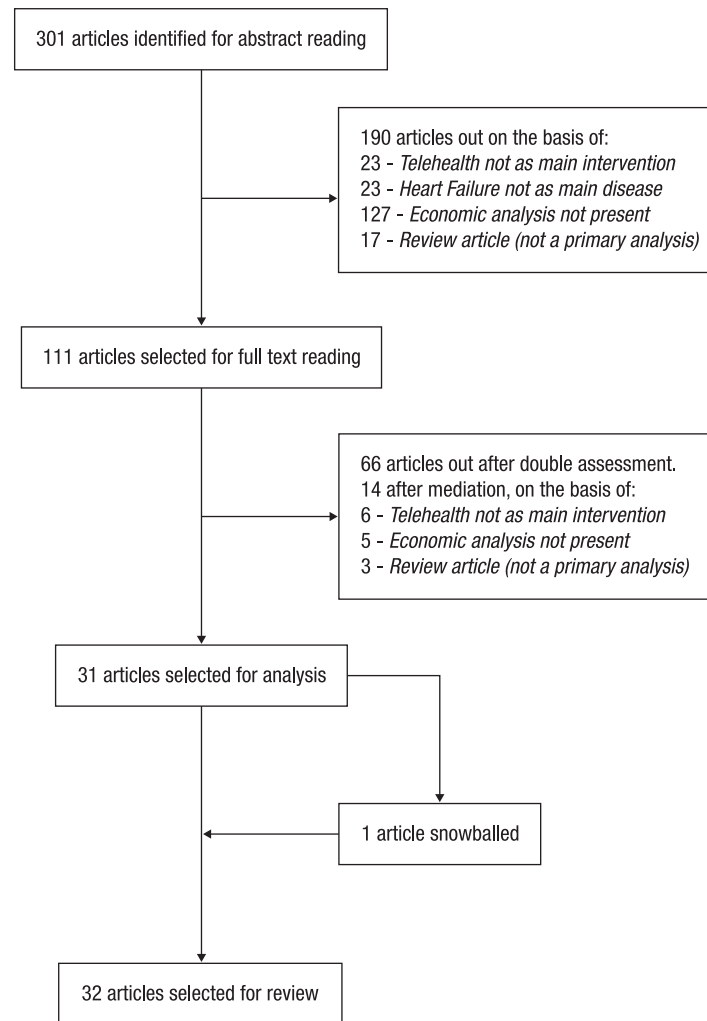 301 articles identified for abstract reading
190 articles out on the basis of:
23 - Telehealth not as main intervention
23 - Heart Failure not as main disease
127 - Economic analysis not present
17 - Review article (not a primary analysis)
111 articles selected for full text reading
66 articles out after double assessment.
14 after mediation, on the basis of:
6 - Telehealth not as main intervention
5 - Economic analysis not present
3 - Review article (not a primary analysis)
31 articles selected for analysis
1 article snowballed
32 articles selected for review